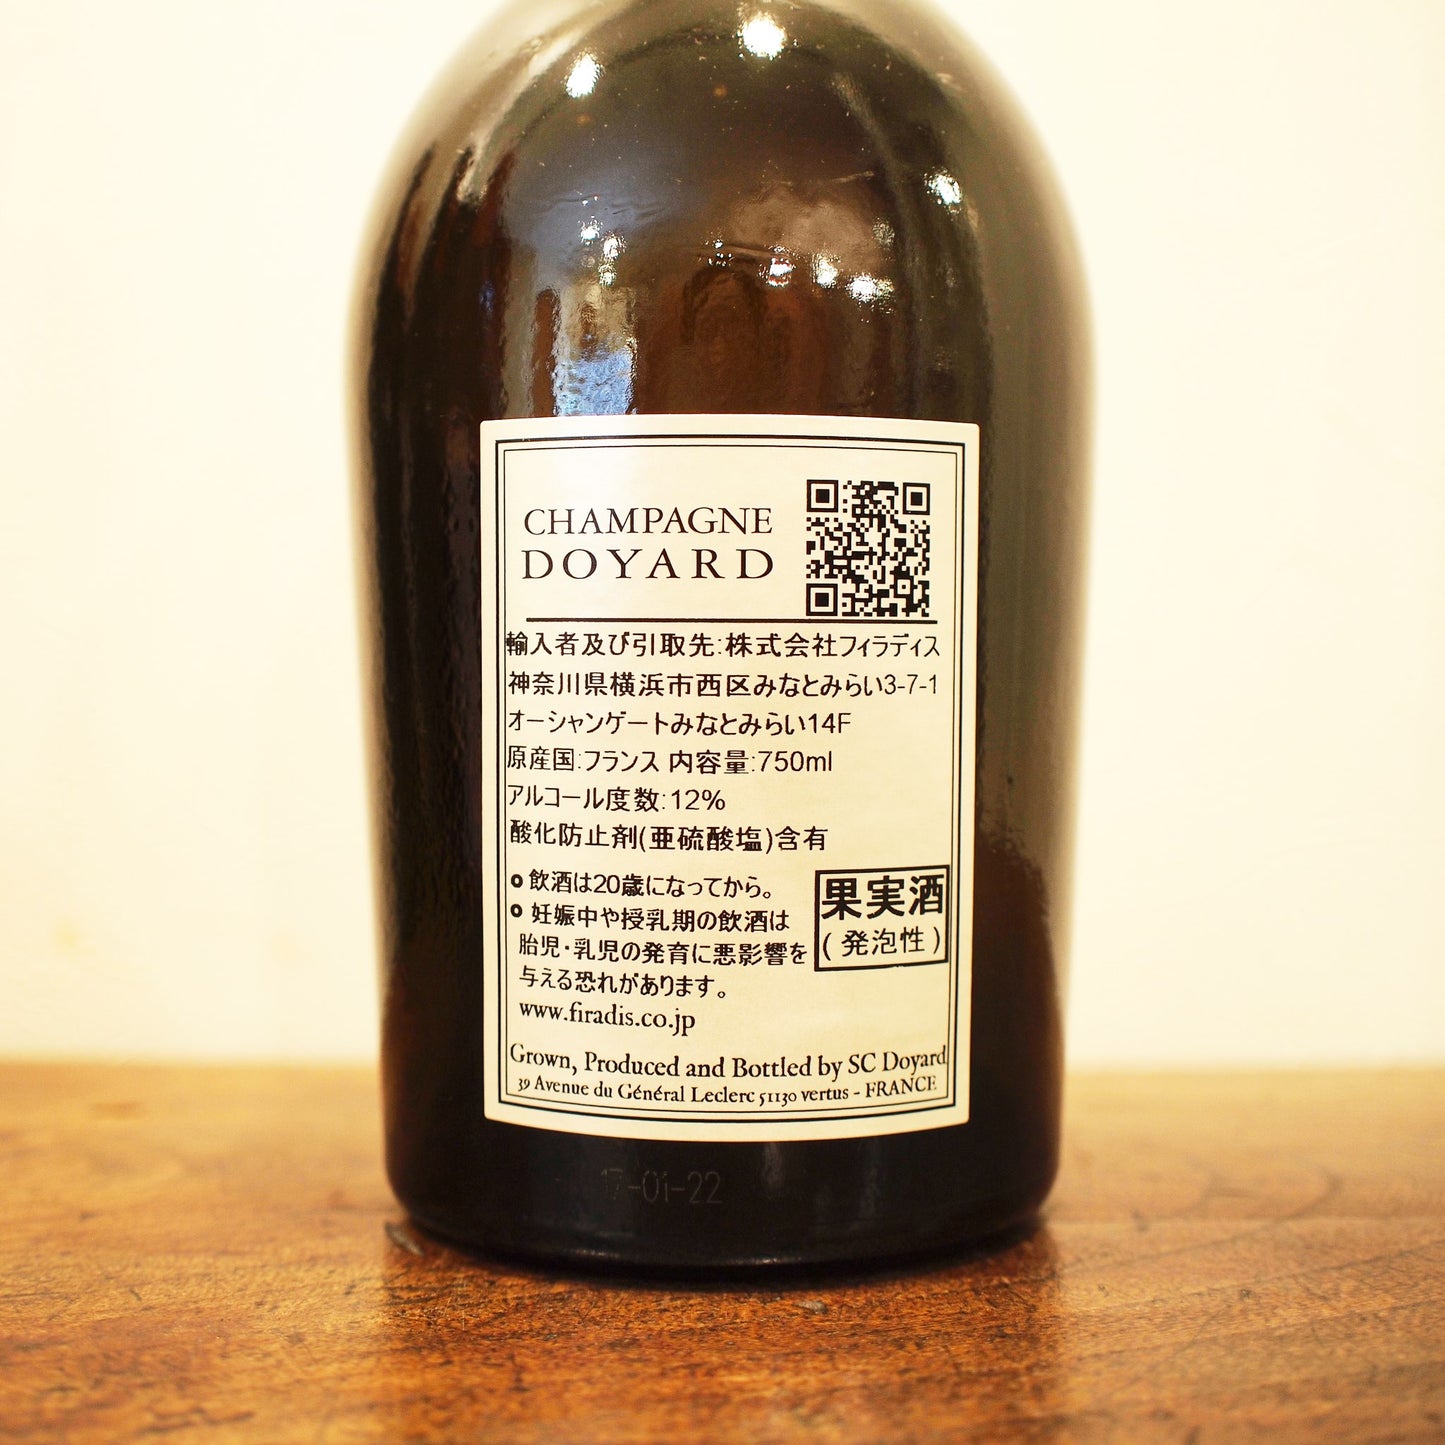 CHAMPAGNE
DOYARD
輸入者及び引取先:株式会社フィラディス
神奈川県横浜市西区みなとみらい3-7-1
オーシャンゲートみなとみらい14F
原産国:フランス 内容量:750ml
アルコール度数:12%
酸化防止剤(亜硫酸塩)含有
飲酒は20歳になってから。
妊娠中や授乳期の飲酒は
胎児・乳児の発育に悪影響を
与える恐れがあります。
果実酒
(発泡性)
www.firadis.co.jp
Grown, Produced and Bottled by SC Doyard
39 Avenue du Général Leclerc 51130 vertus - FRANCE
17-01-22